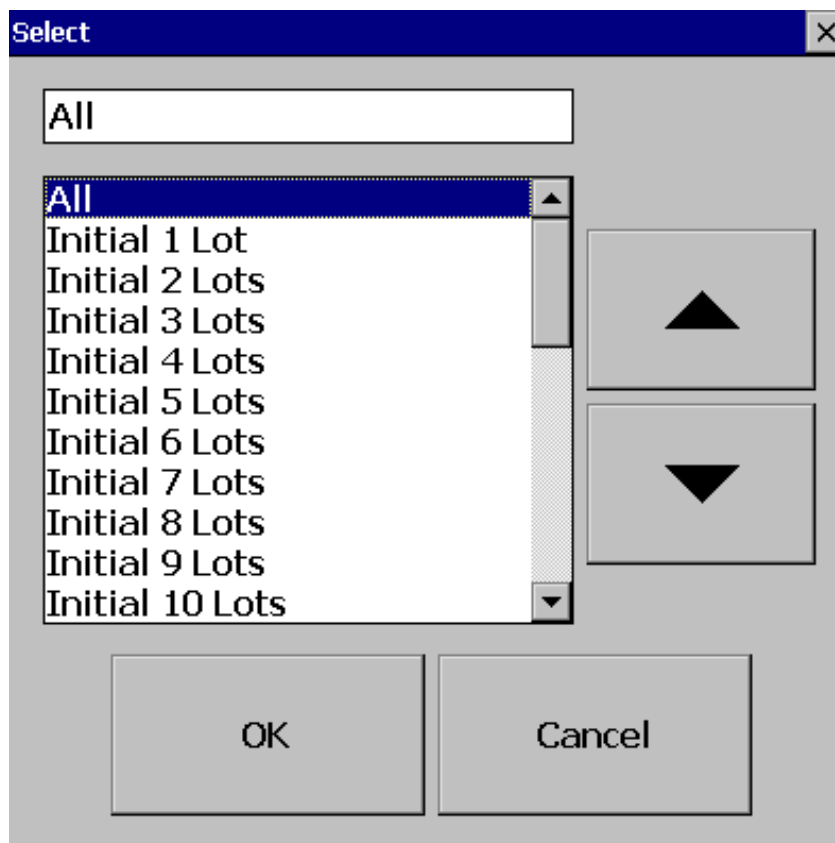 Select
All
All
Initial 1 Lot
Initial 2 Lots
Initial 3 Lots
Initial 4 Lots
Initial 5 Lots
Initial 6 Lots
Initial 7 Lots
Initial 8 Lots
Initial 9 Lots
Initial 10 Lots
OK
Cancel